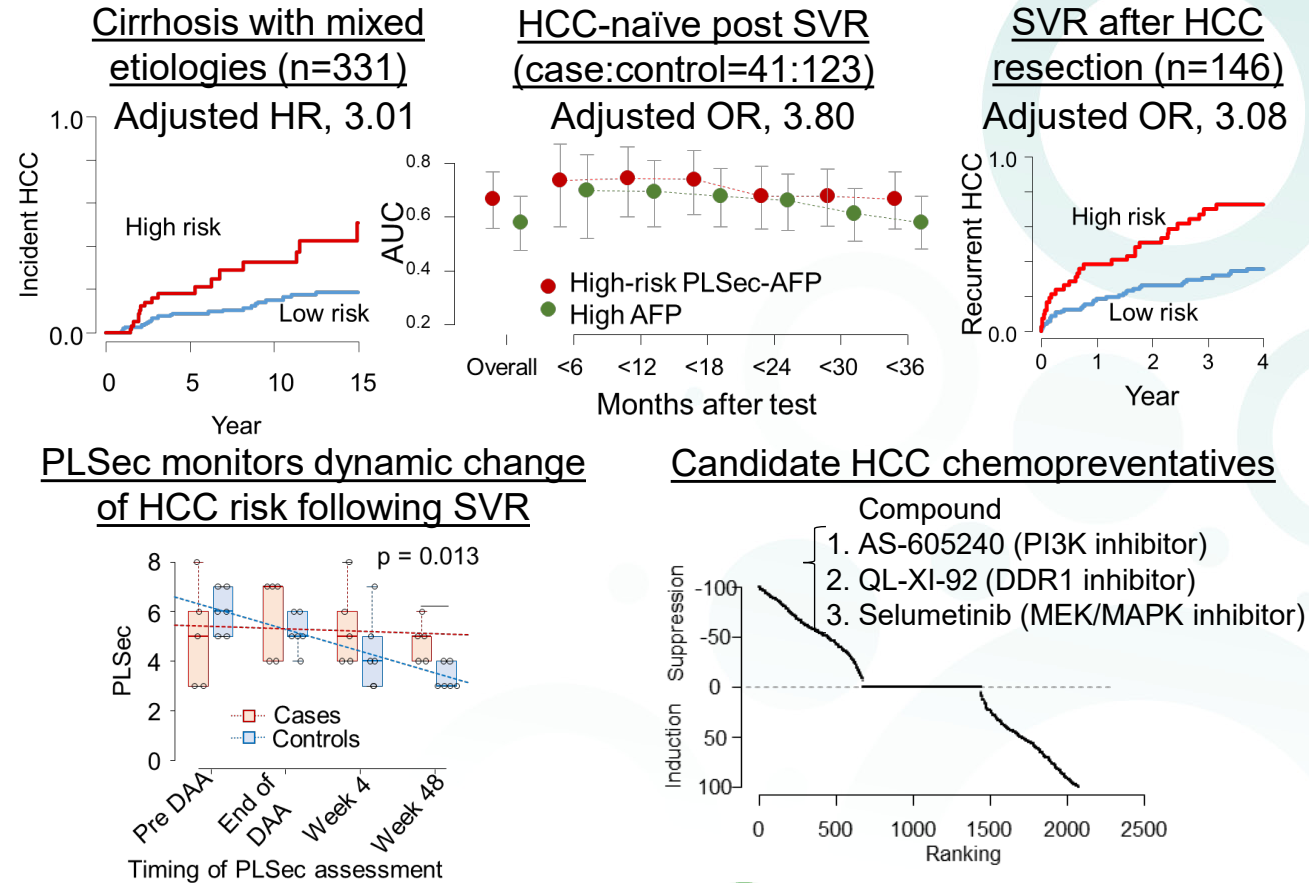 Cirrhosis with mixed
etiologies (n=331)
Adjusted HR, 3.01
Incident HCC
1.0
0.0
High risk
Low risk
0
5
10
15
Year
HCC-naïve post SVR
(case:control=41:123)
Adjusted OR, 3.80
AUC
0.8
0.6
0.4
0.2
High-risk PLSec-AFP
High AFP
Overall <6 <12 <18 <24 <30 <36
Months after test
SVR after HCC
resection (n=146)
Adjusted OR, 3.08
Recurrent HCC
1.0
0.0
High risk
Low risk
0 1 2 3 4
Year
PLSec monitors dynamic change
of HCC risk following SVR
p = 0.013
PLSec
8
6
4
2
0
Cases
Controls
Pre DAA
End of
DAA
Week 4
Week 48
Timing of PLSec assessment
Candidate HCC chemopreventatives
Compound
1. AS-605240 (PI3K inhibitor)
2. QL-XI-92 (DDR1 inhibitor)
3. Selumetinib (MEK/MAPK inhibitor)
Suppression
Induction
-100
-50
0
50
100
0 500 1000 1500 2000 2500
Ranking